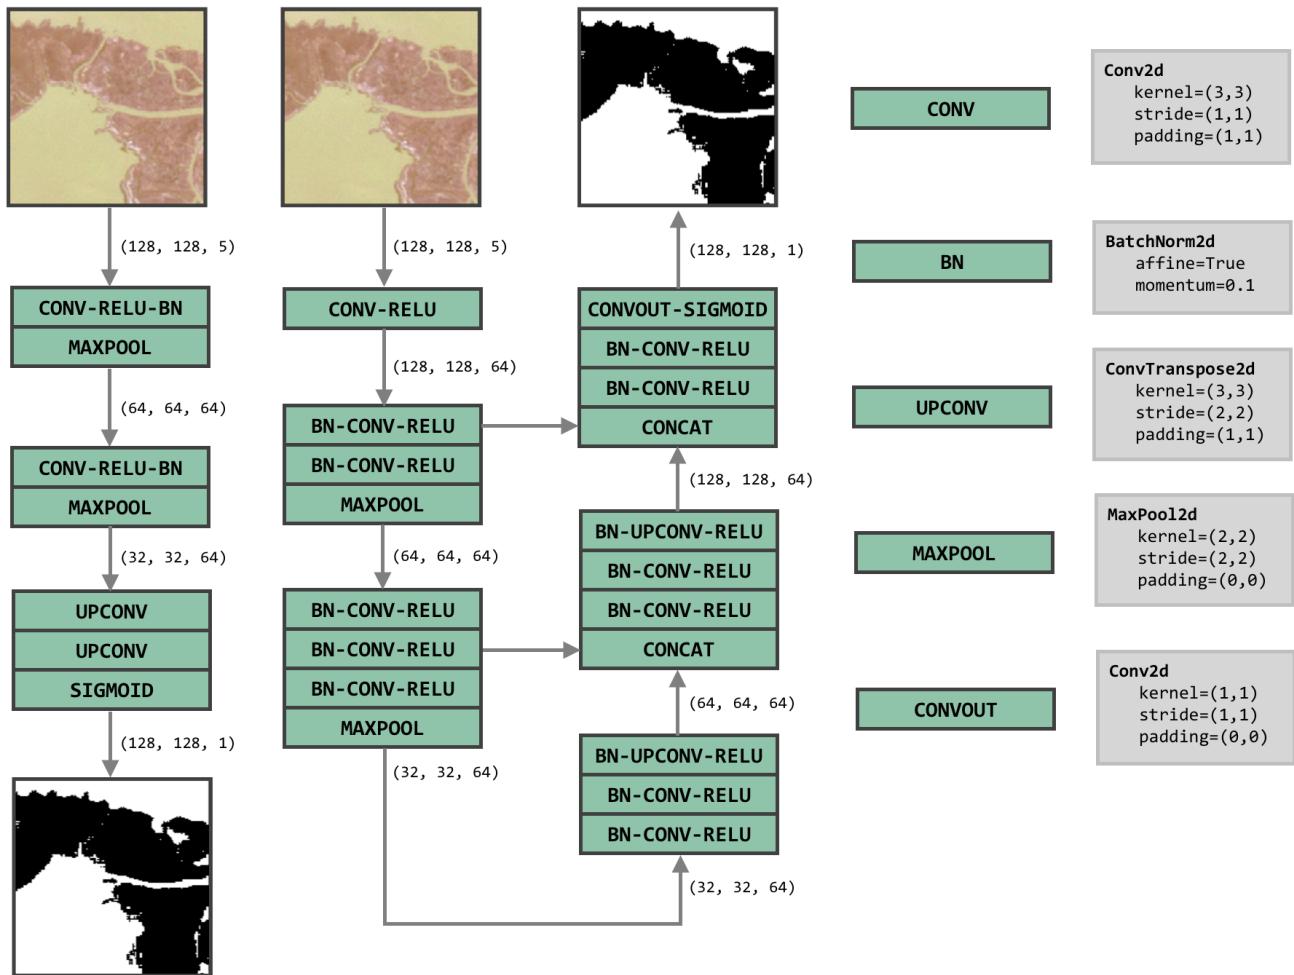 (128, 128, 5)
CONV-RELU-BN
MAXPOOL
(64, 64, 64)
CONV-RELU-BN
MAXPOOL
(32, 32, 64)
UPCONV
UPCONV
SIGMOID
(128, 128, 1)
(128, 128, 5)
CONV-RELU
(128, 128, 64)
BN-CONV-RELU
BN-CONV-RELU
MAXPOOL
(64, 64, 64)
BN-CONV-RELU
BN-CONV-RELU
BN-CONV-RELU
MAXPOOL
(32, 32, 64)
(128, 128, 1)
CONVOUT-SIGMOID
BN-CONV-RELU
BN-CONV-RELU
CONCAT
(128, 128, 64)
BN-UPCONV-RELU
BN-CONV-RELU
BN-CONV-RELU
CONCAT
(64, 64, 64)
BN-UPCONV-RELU
BN-CONV-RELU
BN-CONV-RELU
(32, 32, 64)
CONV
Conv2d
kernel=(3,3)
stride=(1,1)
padding=(1,1)
BN
BatchNorm2d
affine=True
momentum=0.1
UPCONV
ConvTranspose2d
kernel=(3,3)
stride=(2,2)
padding=(1,1)
MAXPOOL
MaxPool2d
kernel=(2,2)
stride=(2,2)
padding=(0,0)
CONVOUT
Conv2d
kernel=(1,1)
stride=(1,1)
padding=(0,0)